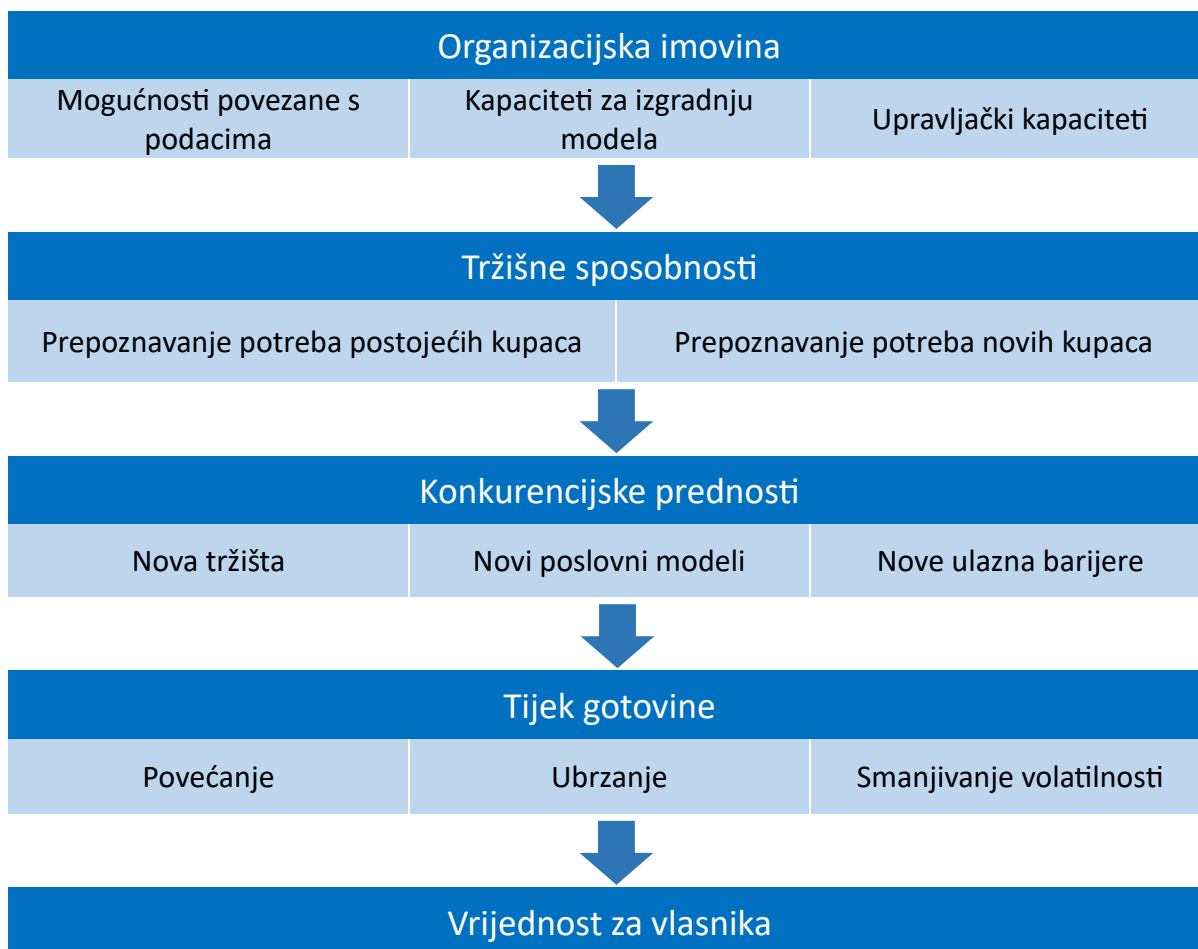 Organizacijska imovina
Mogućnosti povezane s
podacima
Kapaciteti za izgradnju
modela
Upravljački kapaciteti
Tržišne sposobnosti
Prepoznavanje potreba postojećih kupaca
Prepoznavanje potreba novih kupaca
Konkurencijske prednosti
Nova tržišta
Novi poslovni modeli
Nove ulazna barijere
Tijek gotovine
Povećanje
Ubrzanje
Smanjivanje volatilnosti
Vrijednost za vlasnika